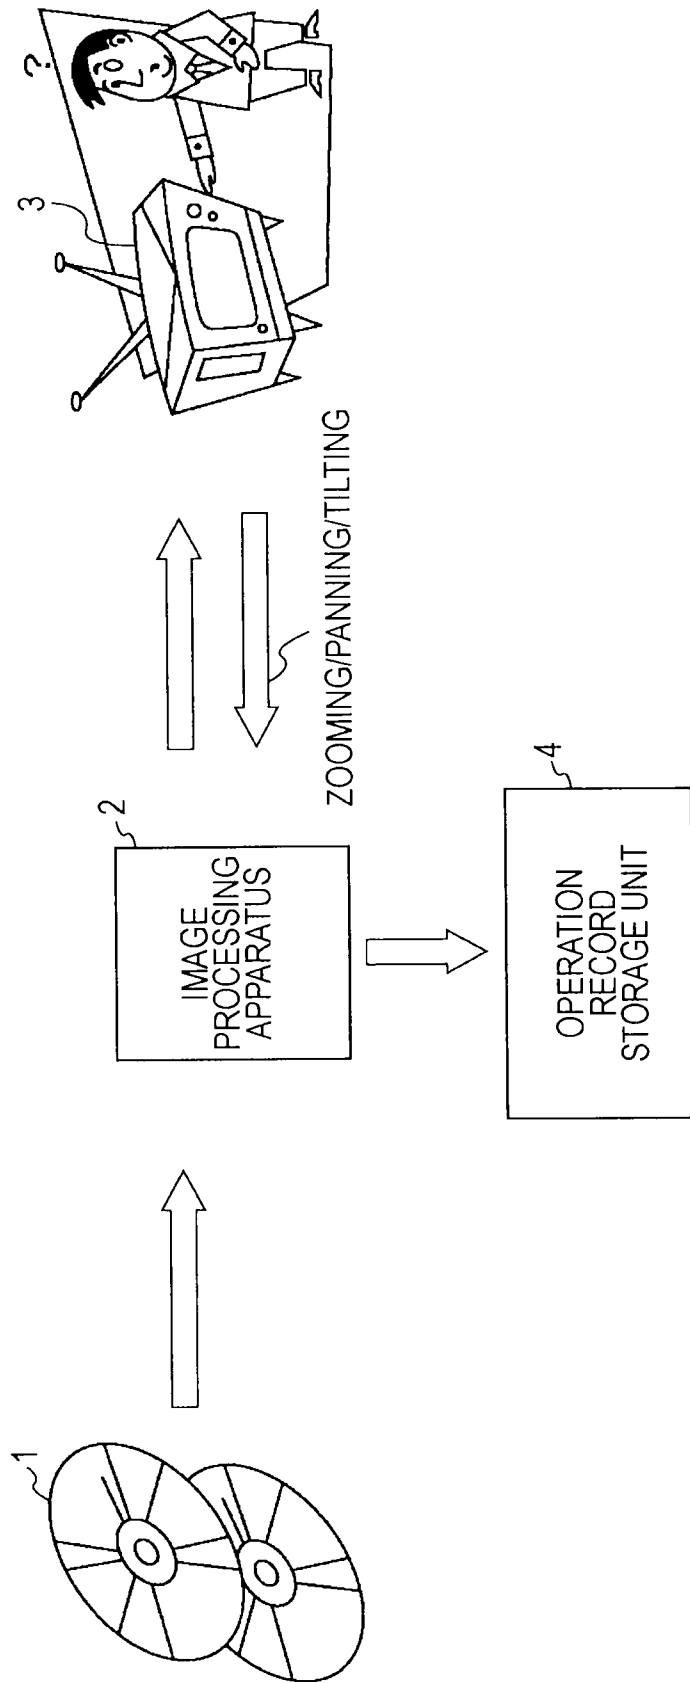 1
2
IMAGE
PROCESSING
APPARATUS
ZOOMING/PANNING/TILTING
3
?
4
OPERATION
RECORD
STORAGE UNIT